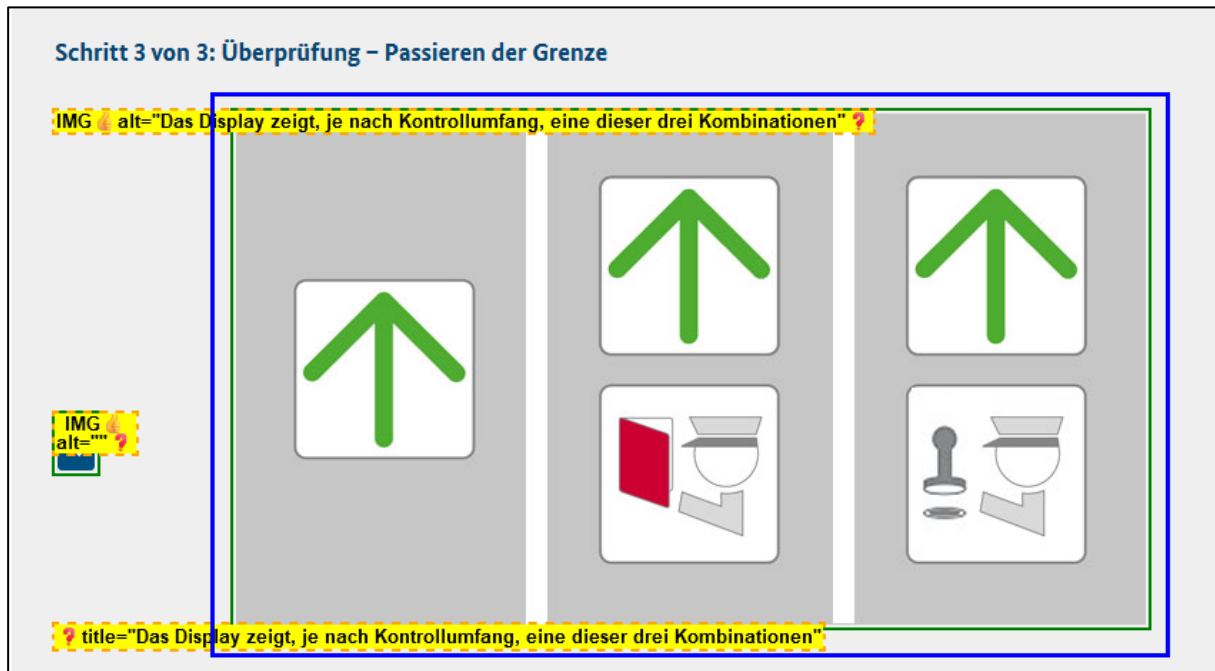 Schritt 3 von 3: Überprüfung – Passieren der Grenze
IMG👍 alt="Das Display zeigt, je nach Kontrollumfang, eine dieser drei Kombinationen"❓
IMG👍
alt=""❓
❓title="Das Display zeigt, je nach Kontrollumfang, eine dieser drei Kombinationen"